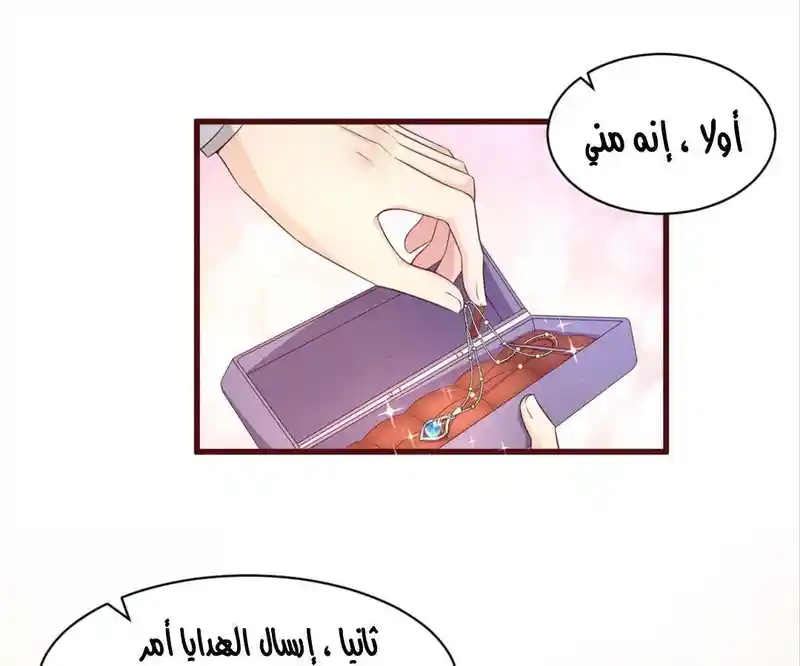 أولا ، إنه مني
ثانيا ، إرسال الهدايا أمر